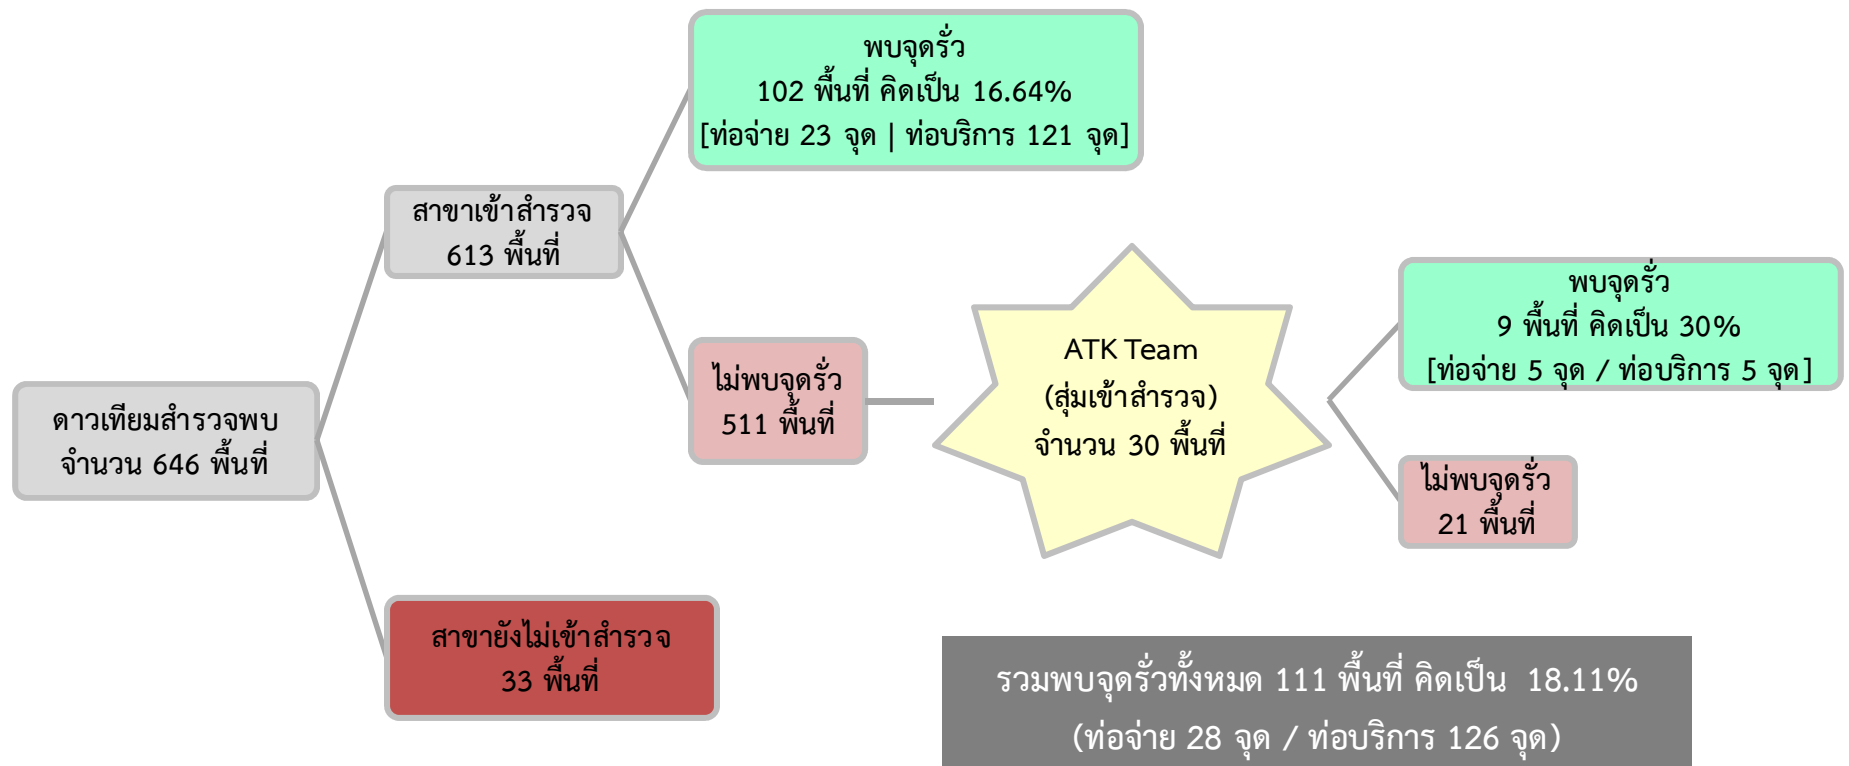 พบจุดรั่ว
102 พื้นที่ คิดเป็น 16.64%
[ท่อจ่าย 23 จุด | ท่อบริการ 121 จุด]
สาขาเข้าสำรวจ
613 พื้นที่
พบจุดรั่ว
9 พื้นที่ คิดเป็น 30%
[ท่อจ่าย 5 จุด / ท่อบริการ 5 จุด]
ATK Team
(สุ่มเข้าสำรวจ)
จำนวน 30 พื้นที่
ไม่พบจุดรั่ว
511 พื้นที่
ดาวเทียมสำรวจพบ
จำนวน 646 พื้นที่
ไม่พบจุดรั่ว
21 พื้นที่
สาขายังไม่เข้าสำรวจ
33 พื้นที่
รวมพบจุดรั่วทั้งหมด 111 พื้นที่ คิดเป็น 18.11%
(ท่อจ่าย 28 จุด / ท่อบริการ 126 จุด)